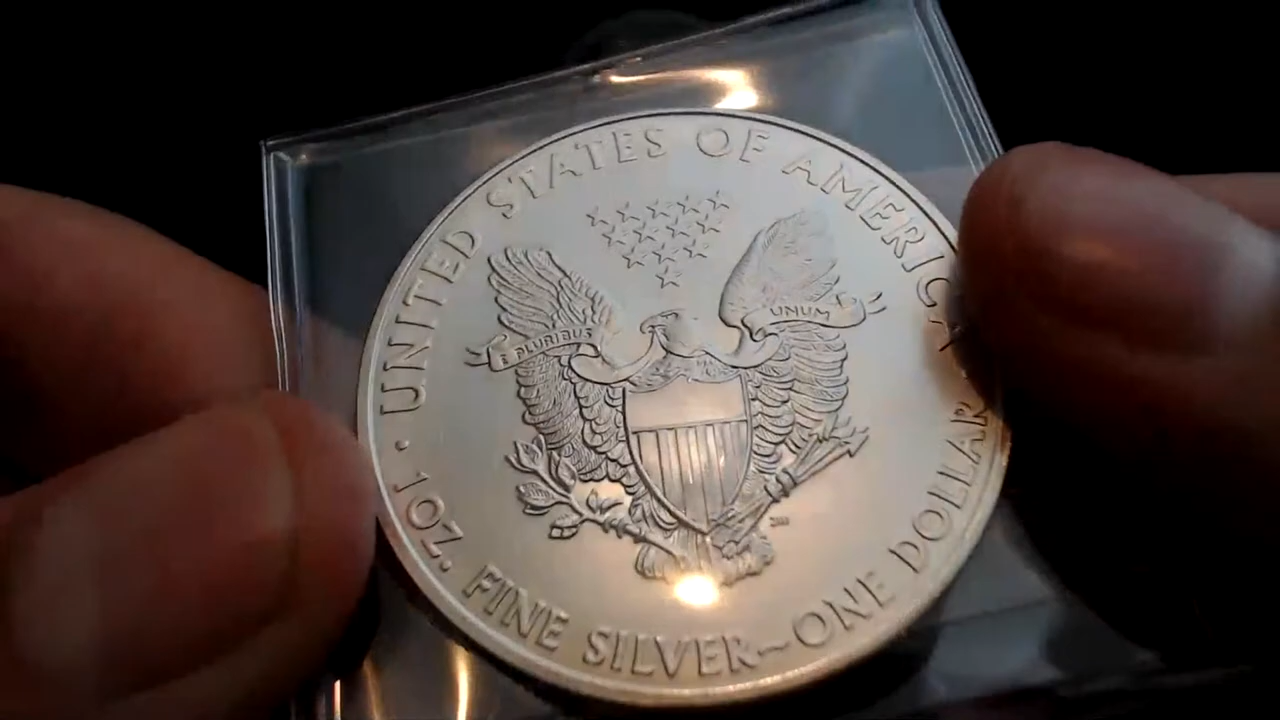 UNITED STATES OF AMERICA
E PLURIBUS
UNUM
· 1 OZ. FINE SILVER~ONE DOLLAR